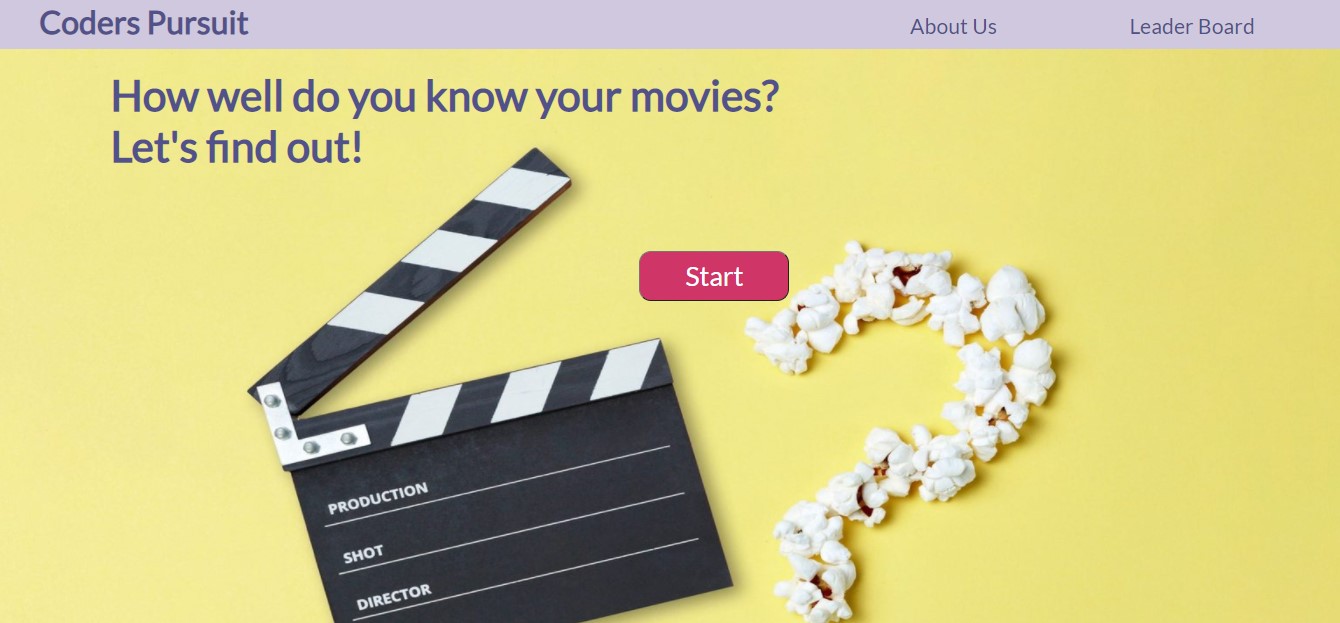 Coders Pursuit
About Us
Leader Board
How well do you know your movies?
Let's find out!
Start
PRODUCTION
SHOT
DIRECTOR